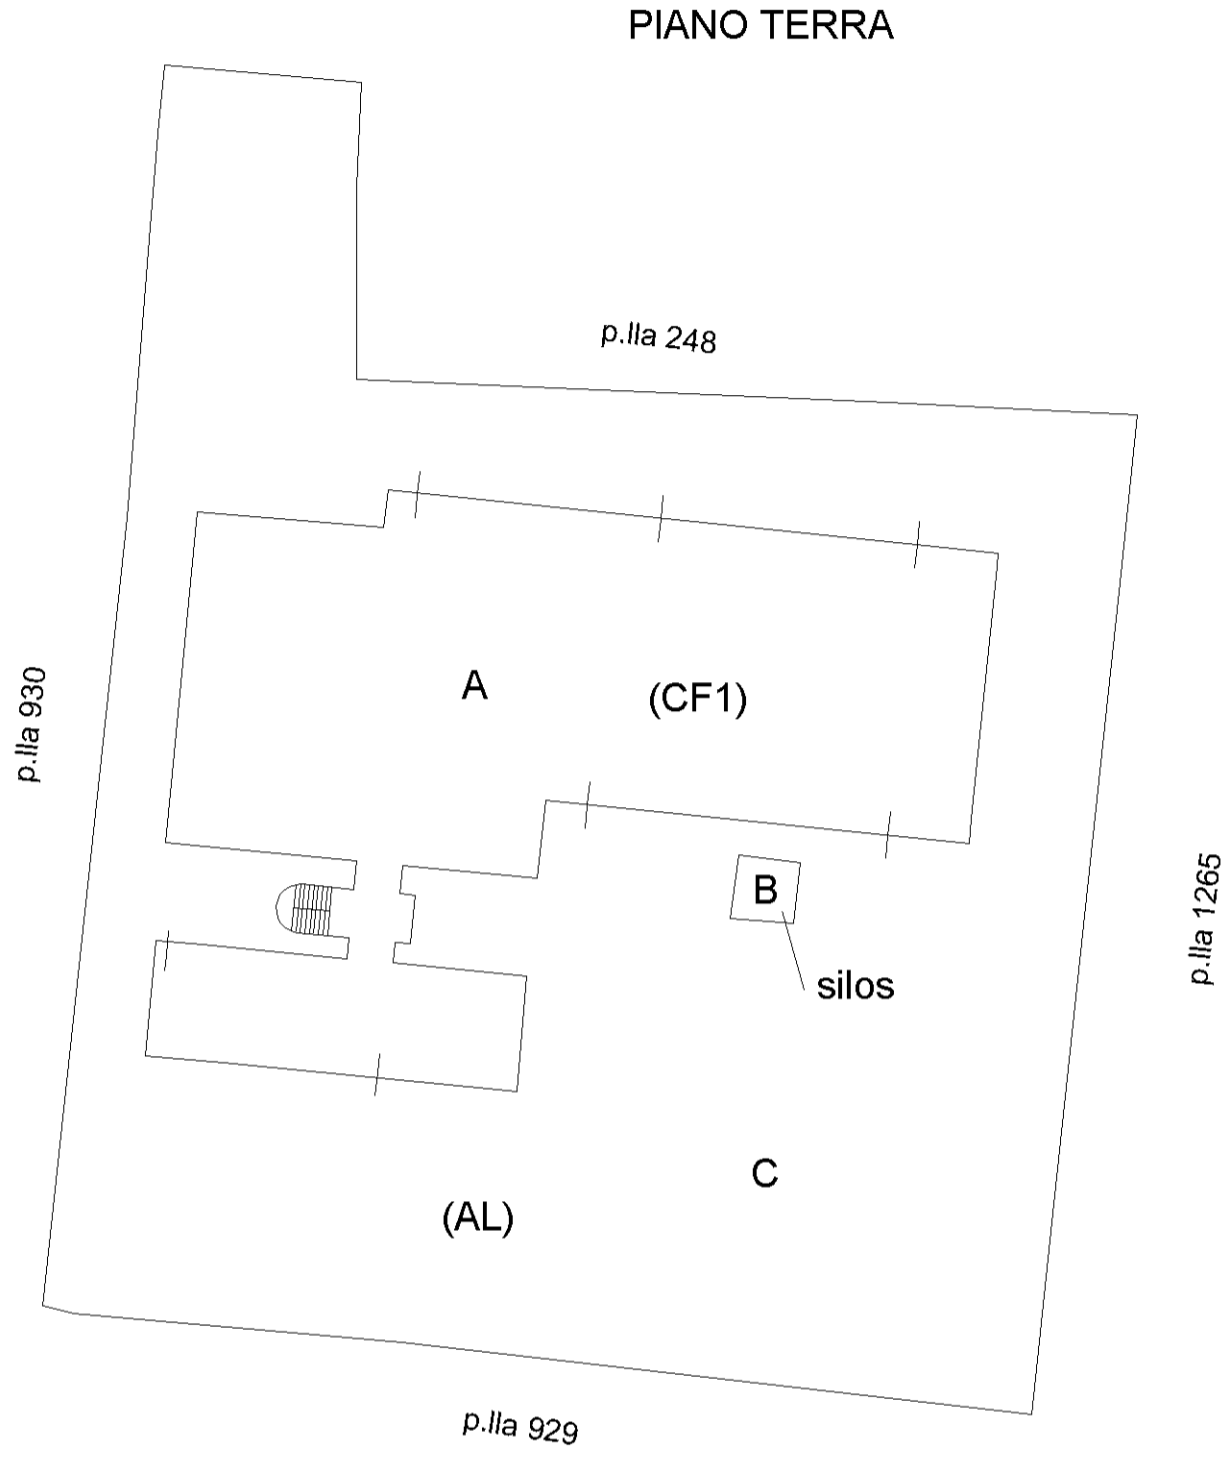 PIANO TERRA
p.lla 248
A
(CF1)
p.lla 930
B
silos
p.lla 1265
C
(AL)
p.lla 929